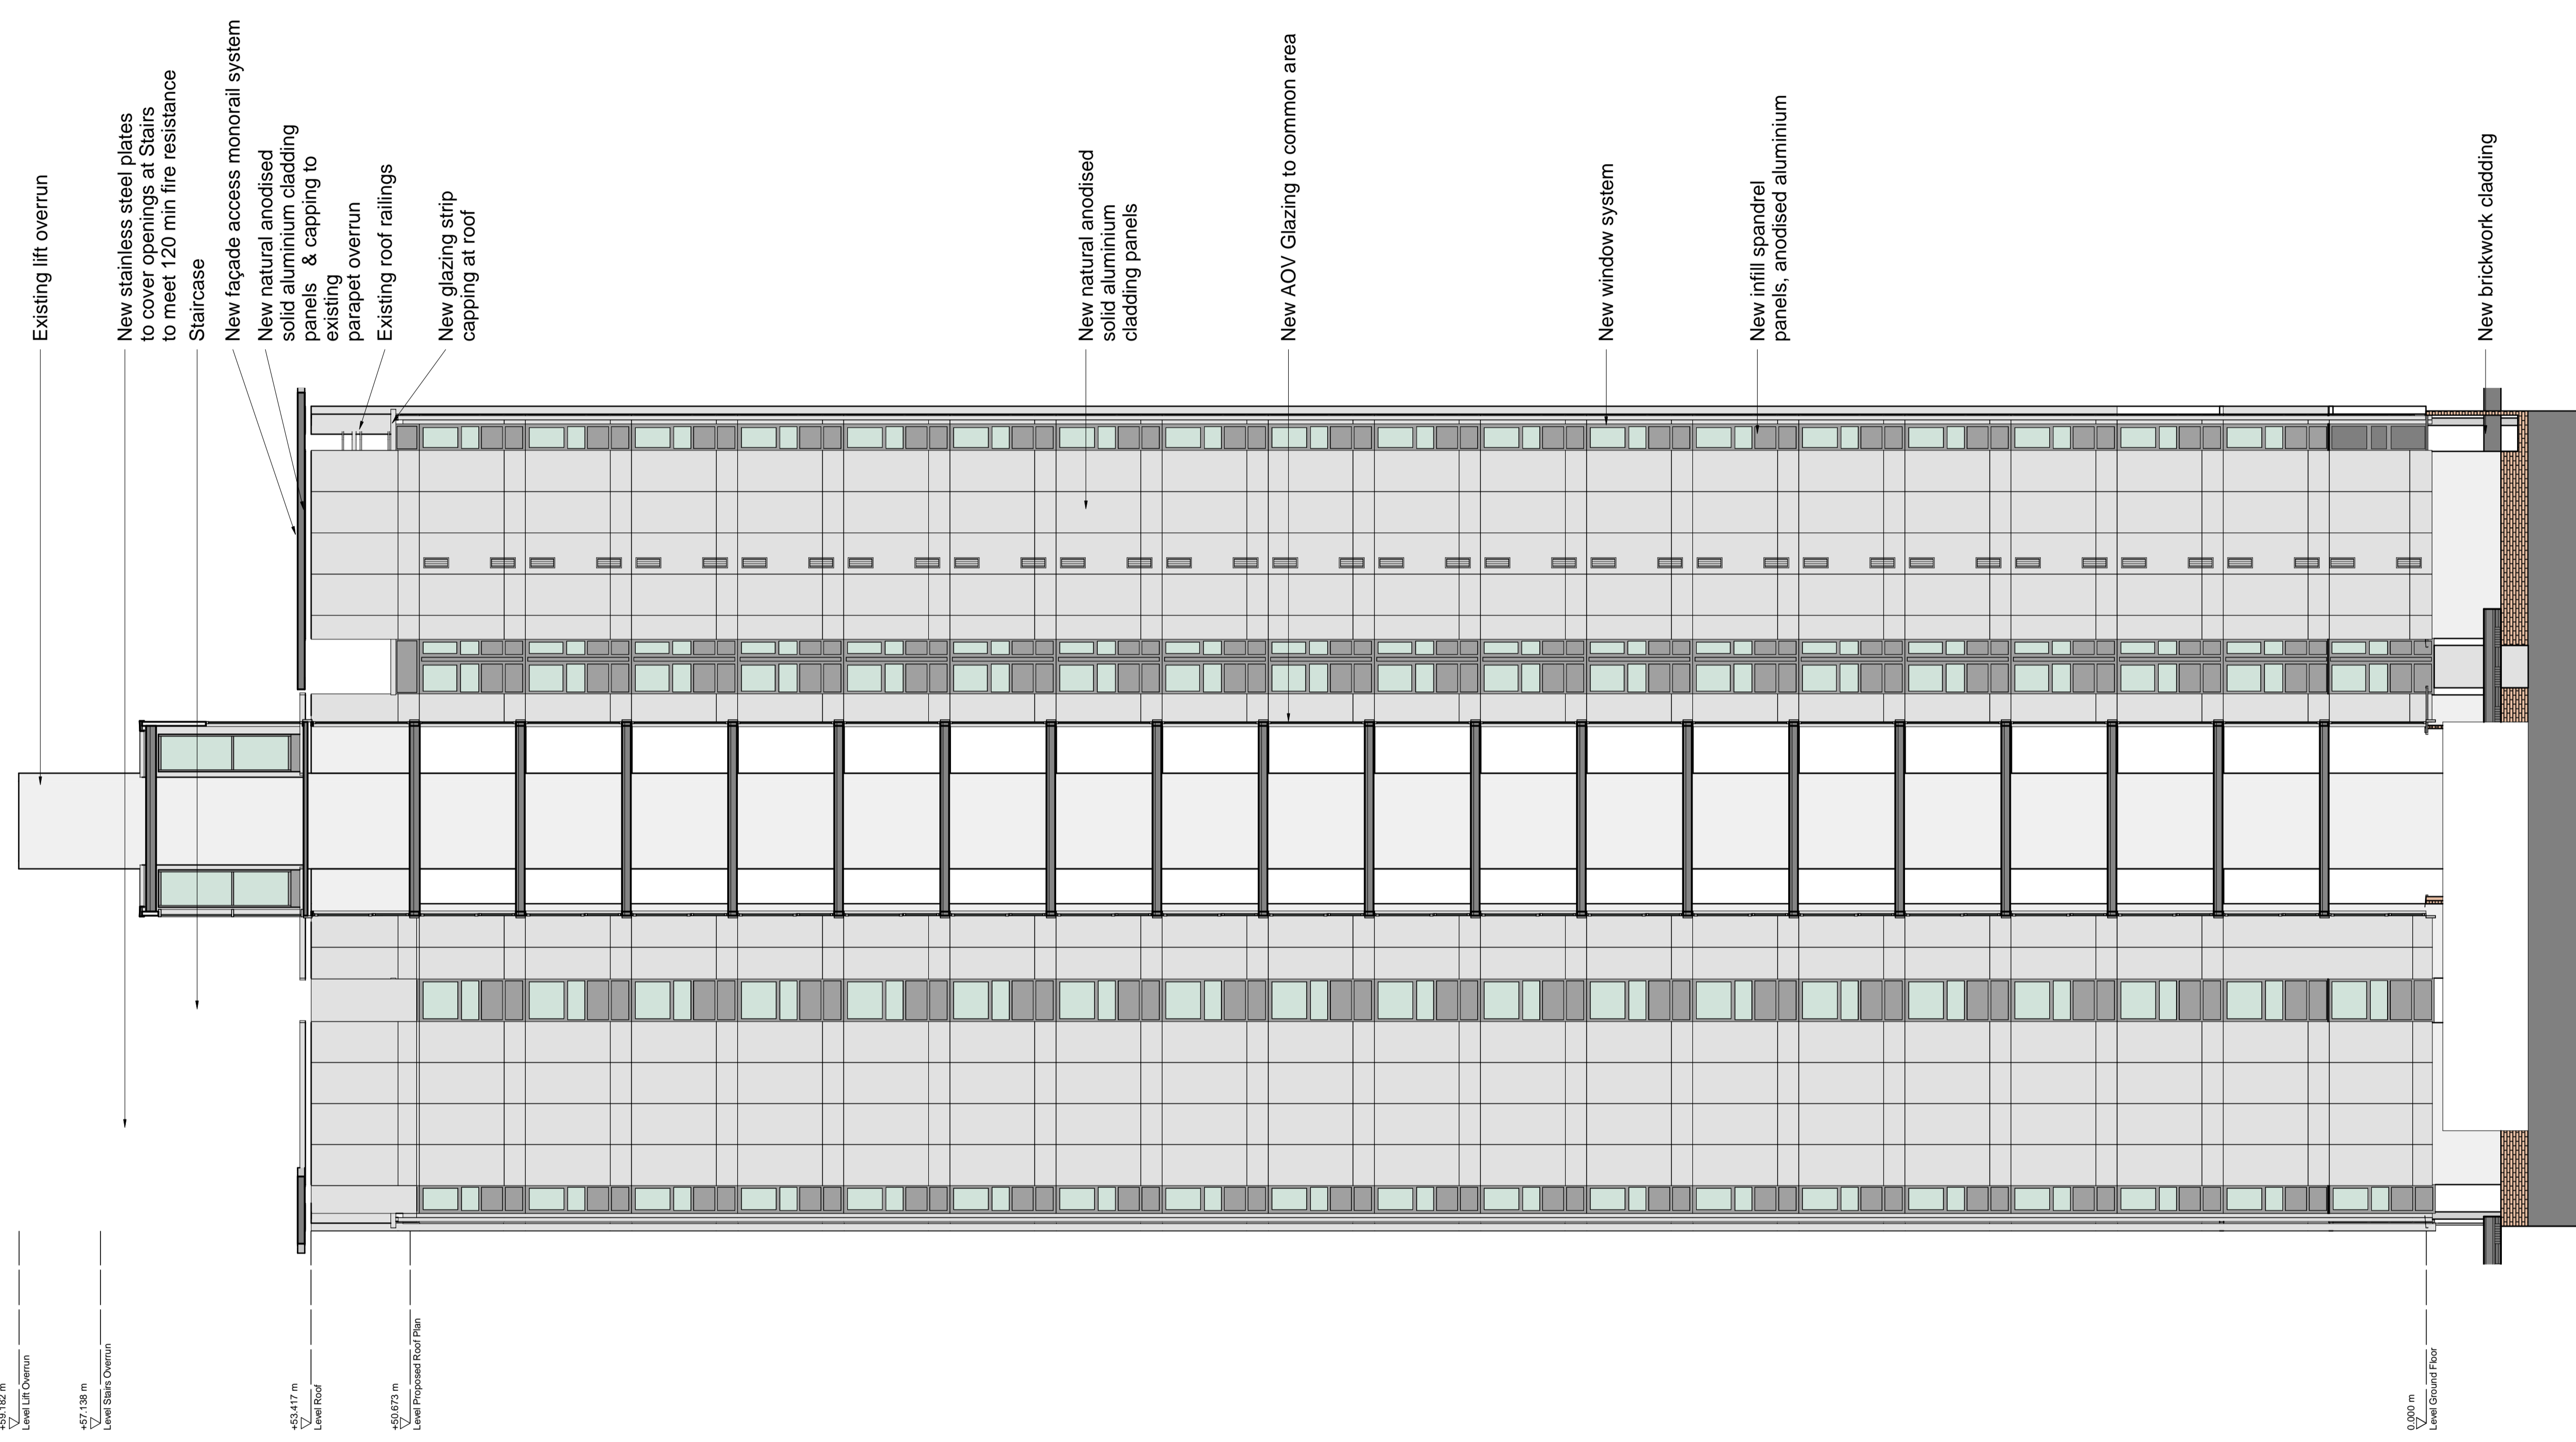 Existing lift overrun
New stainless steel plates
to cover openings at Stairs
to meet 120 min fire resistance
Staircase
New façade access monorail system
New natural anodised
solid aluminium cladding
panels & capping to
existing
parapet overrun
Existing roof railings
New glazing strip
capping at roof
New natural anodised
solid aluminium
cladding panels
New AOV Glazing to common area
New window system
New infill spandrel
panels, anodised aluminium
New brickwork cladding
+59.182 m
Level Lift Overrun
+57.138 m
Level Stairs Overrun
+53.417 m
Level Roof
+50.673 m
Level Proposed Roof Plan
0.000 m
Level Ground Floor